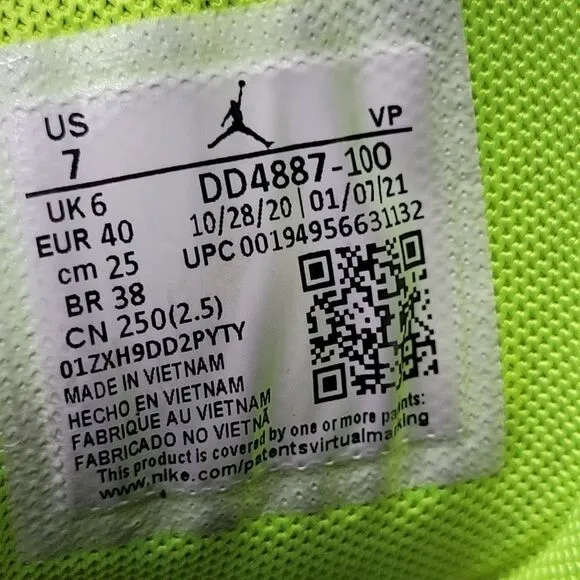 US VP
7
UK 6 DD4887-100
EUR 40 10/28/20 | 01/07/21
cm 25 UPC 00194956631132
BR 38
CN 250(2.5)
01ZXH9DD2PYTY
MADE IN VIETNAM
HECHO EN VIETNAM
FABRIQUE AU VIETNAM
FABRICADO NO VIETNÃ
This product is covered by one or more patents:
www.nike.com/patentsvirtualmarking